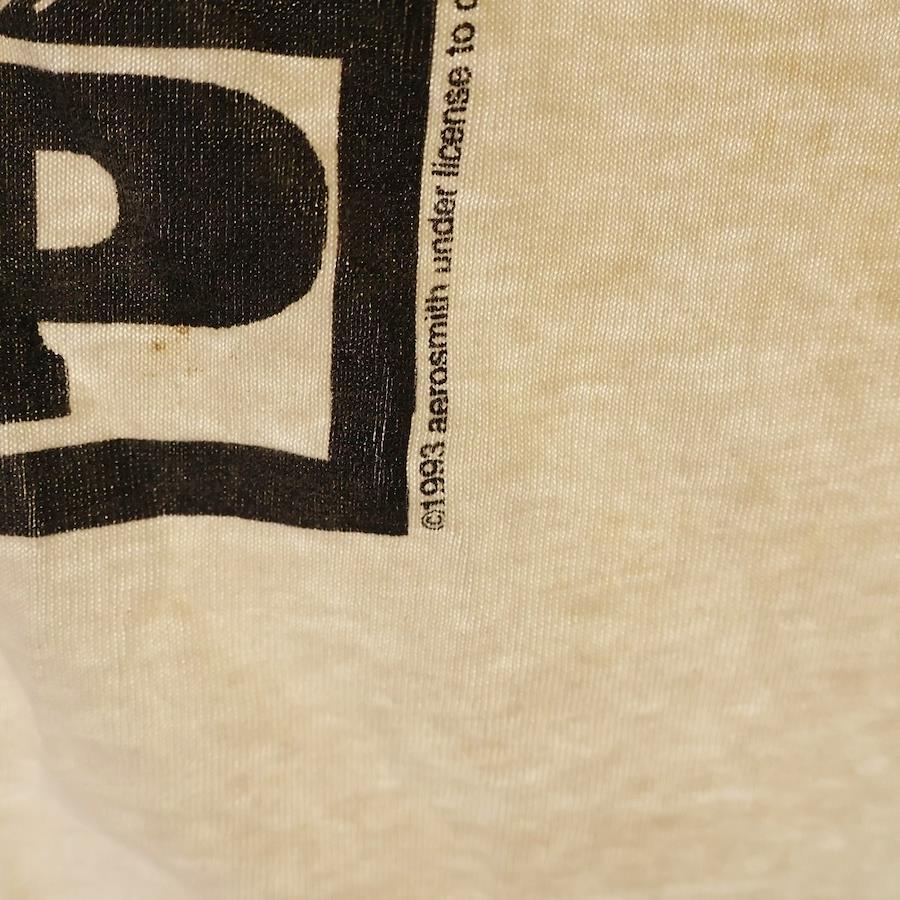 P
©1993 aerosmith under license to